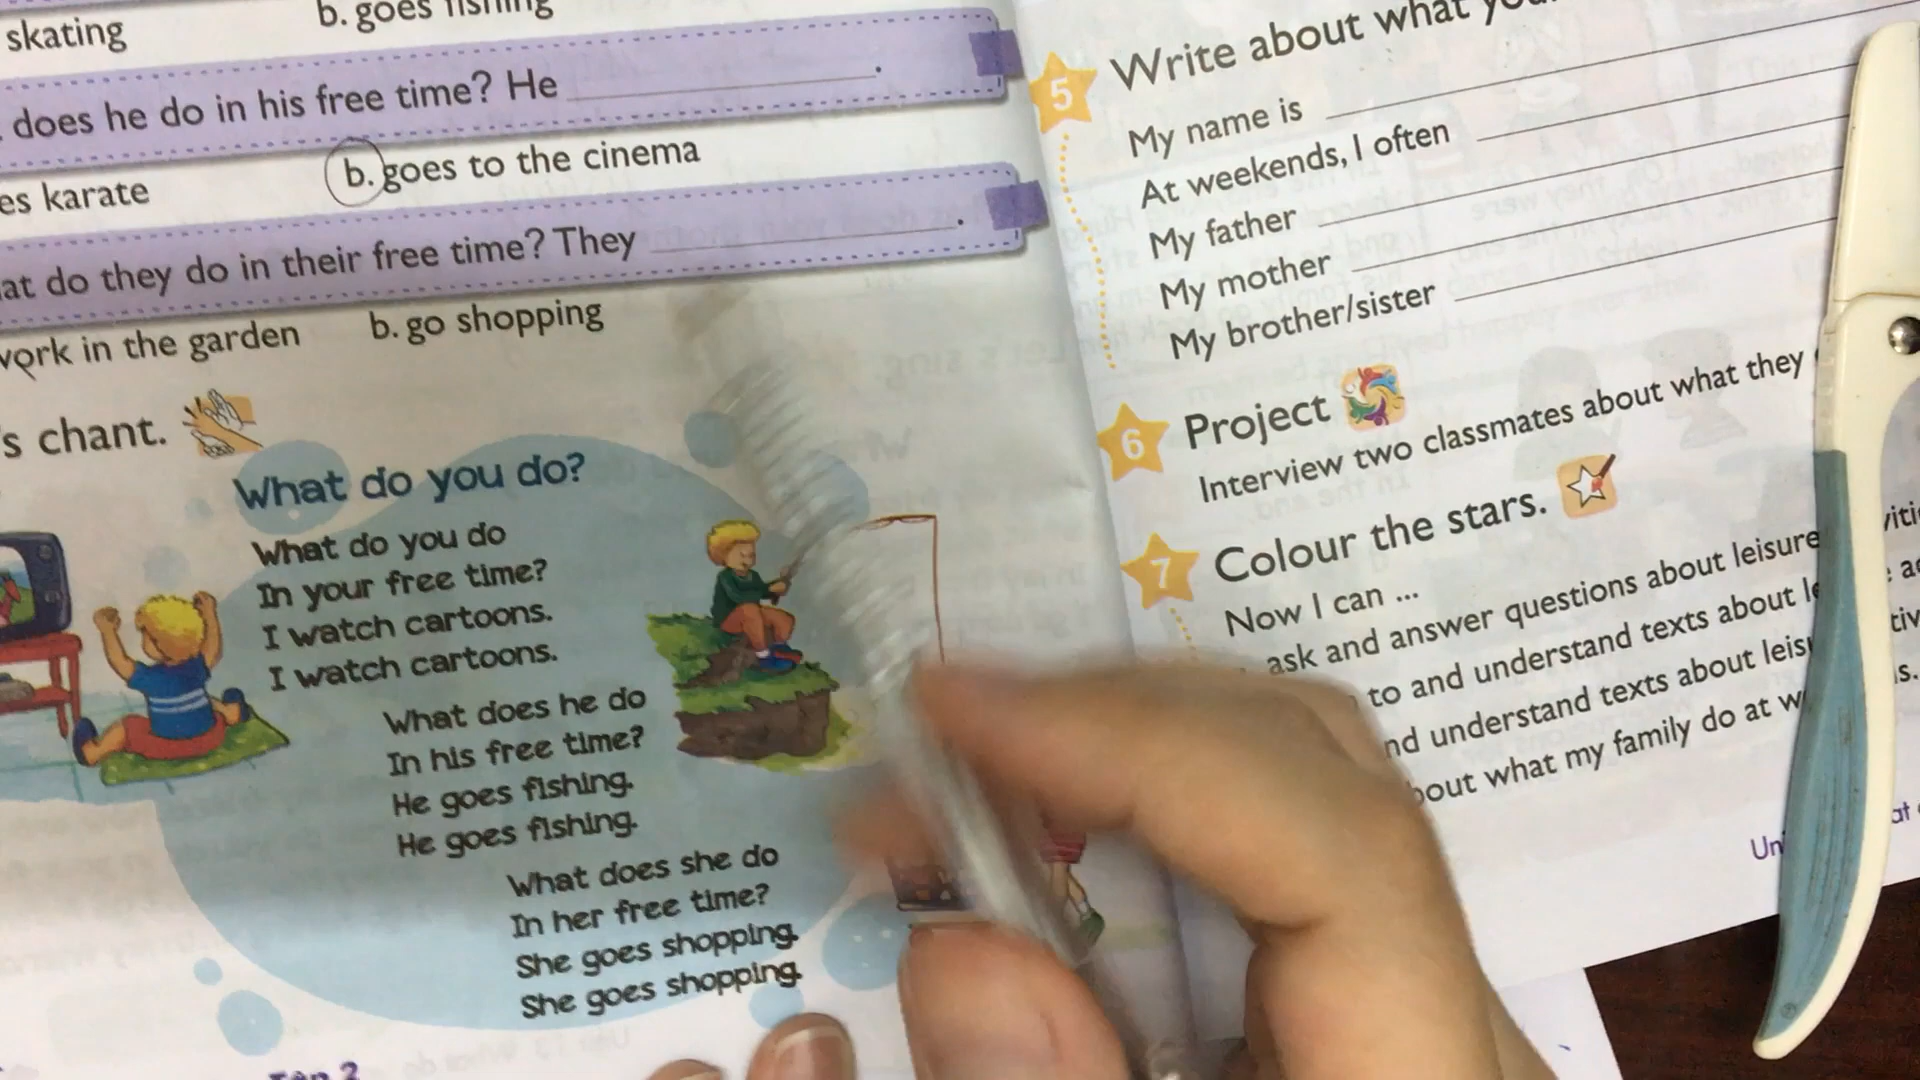 skating
b. goes fishing
does he do in his free time? He .
karate
b. goes to the cinema
do they do in their free time? They .
work in the garden
b. go shopping
chant.
What do you do?
What do you do
In your free time?
I watch cartoons.
I watch cartoons.
What does he do
In his free time?
He goes fishing.
He goes fishing.
What does she do
In her free time?
She goes shopping.
She goes shopping.
5 Write about what
My name is
At weekends, I often
My father
My mother
My brother/sister
6 Project
Interview two classmates about what they
7 Colour the stars.
Now I can ...
ask and answer questions about leisure
to and understand texts about
understand texts about
what my family do at